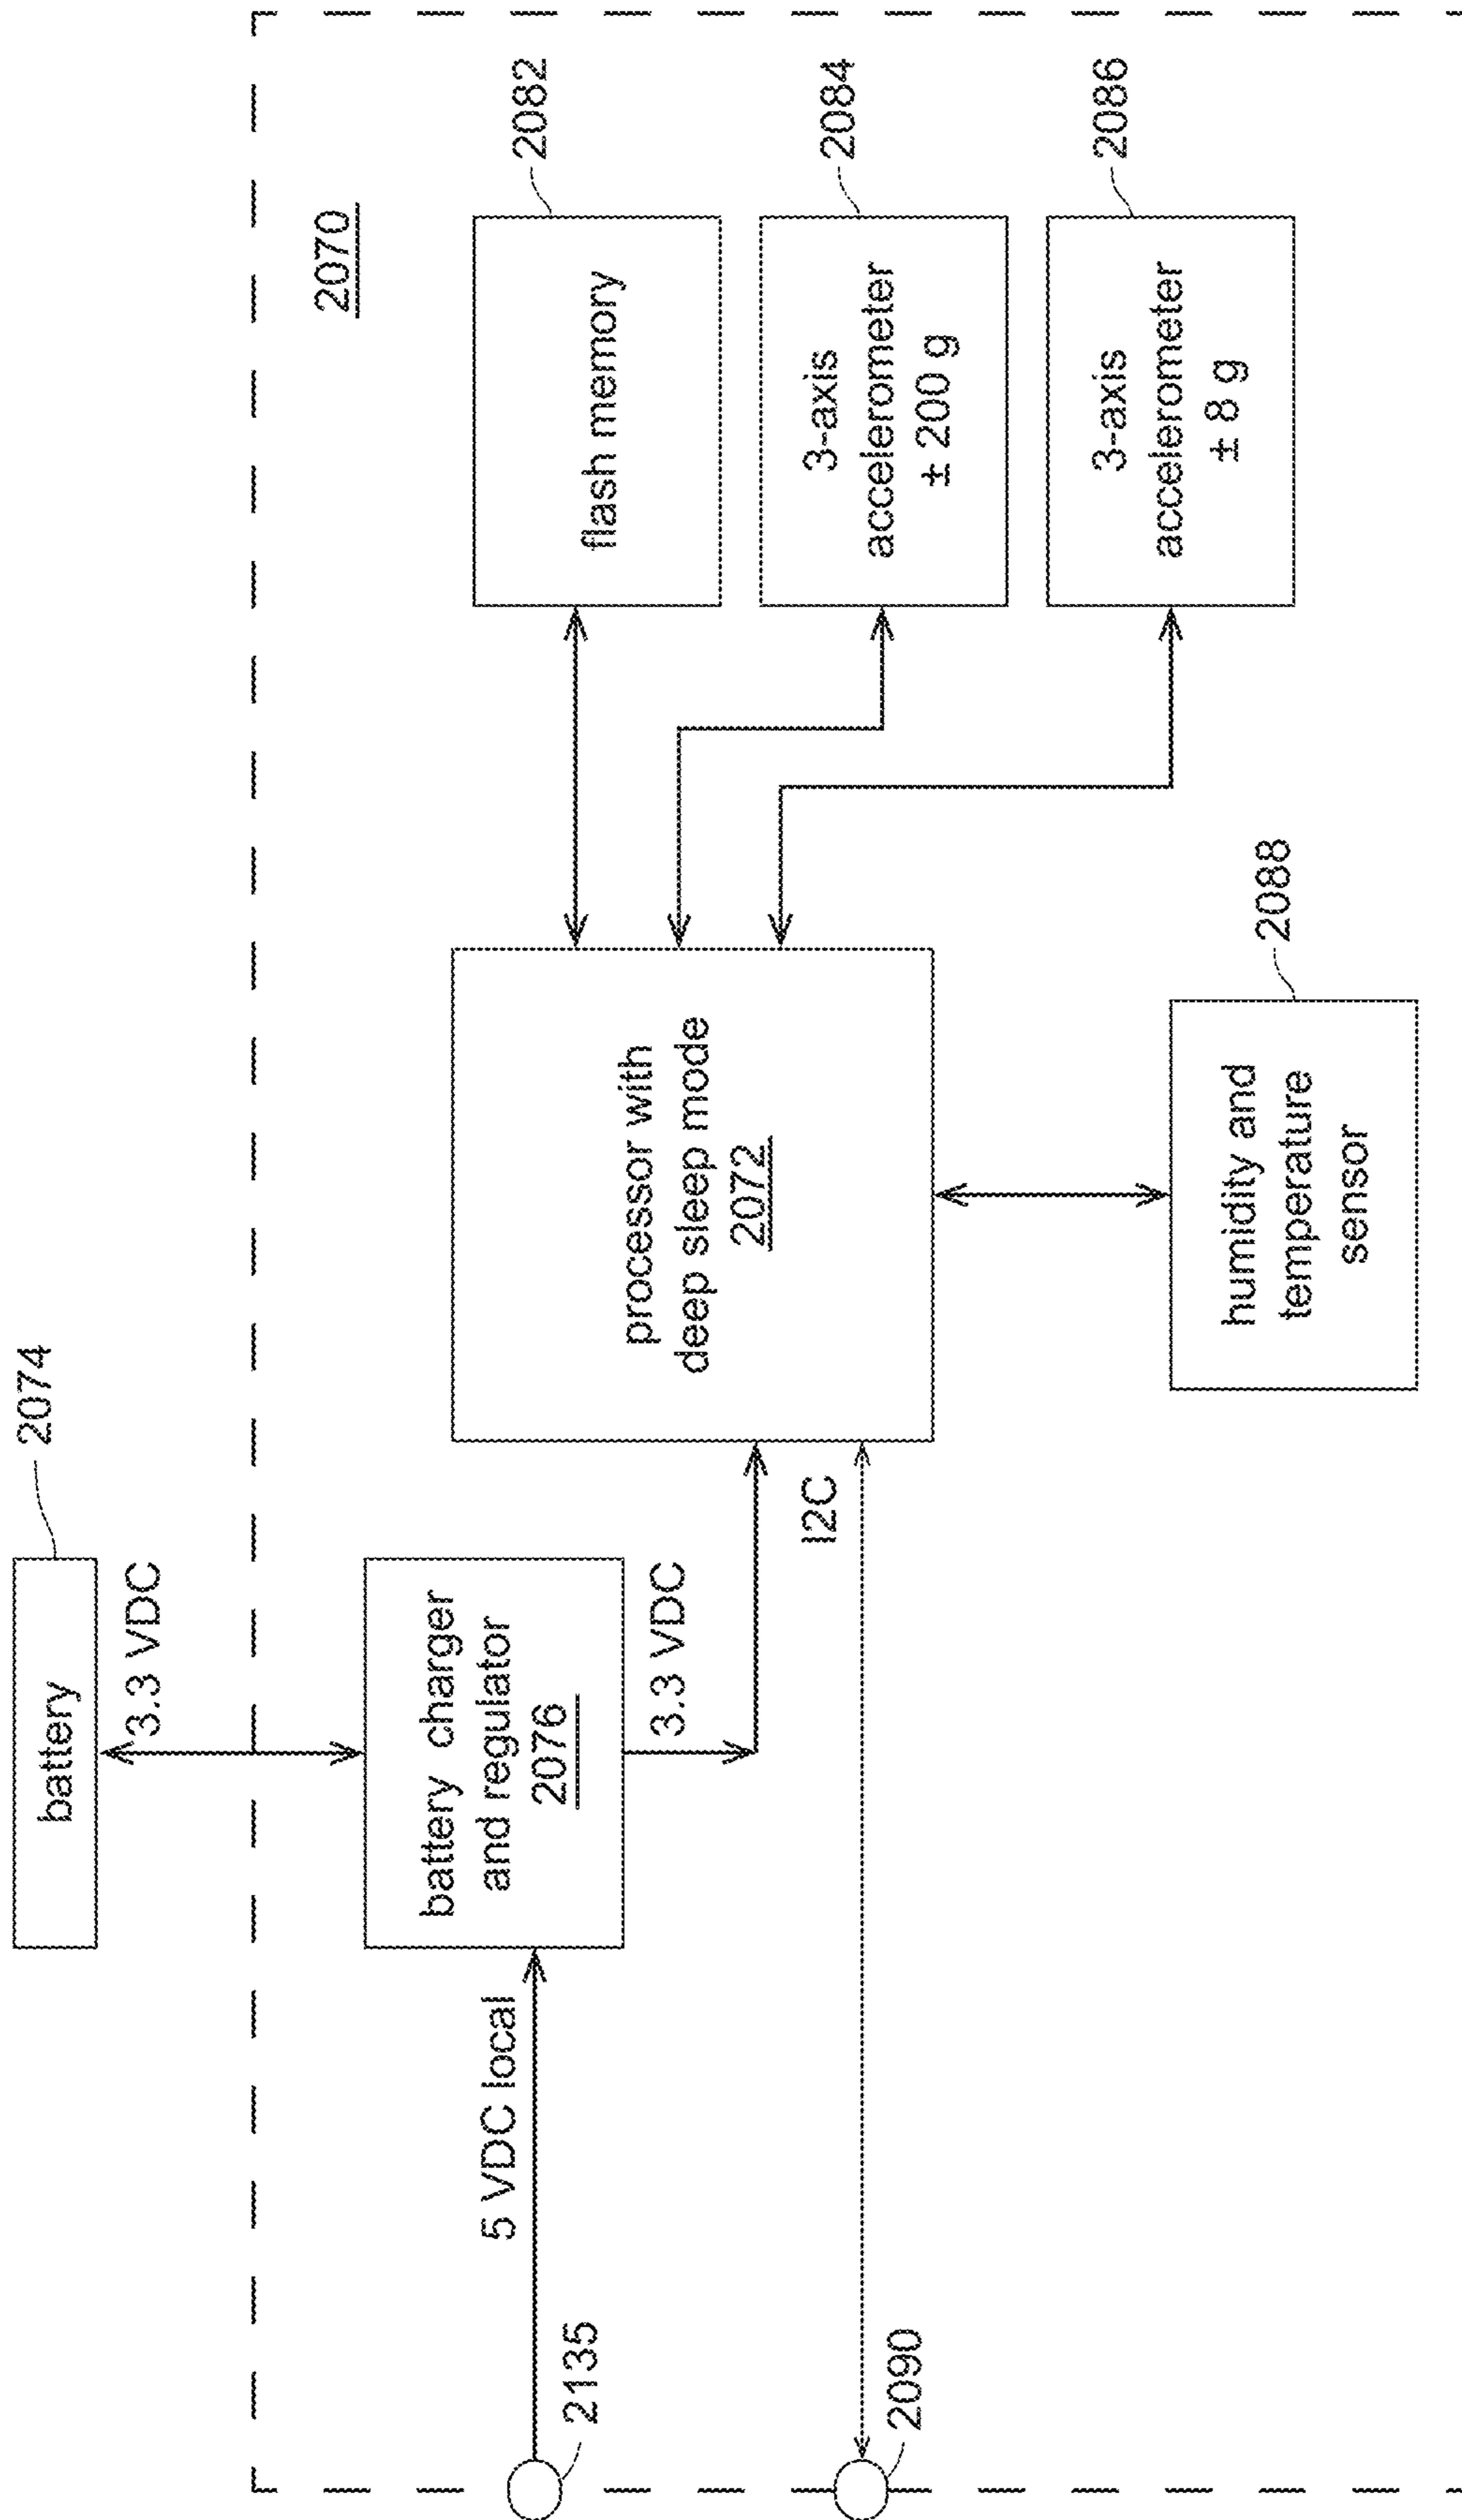 battery
2074
3.3 VDC
2070
5 VDC local
2135
battery charger
and regulator
2076
3.3 VDC
I2C
2090
processor with
deep sleep mode
2072
flash memory
2082
3-axis
accelerometer
± 200 g
2084
3-axis
accelerometer
± 8 g
2086
humidity and
temperature
sensor
2088